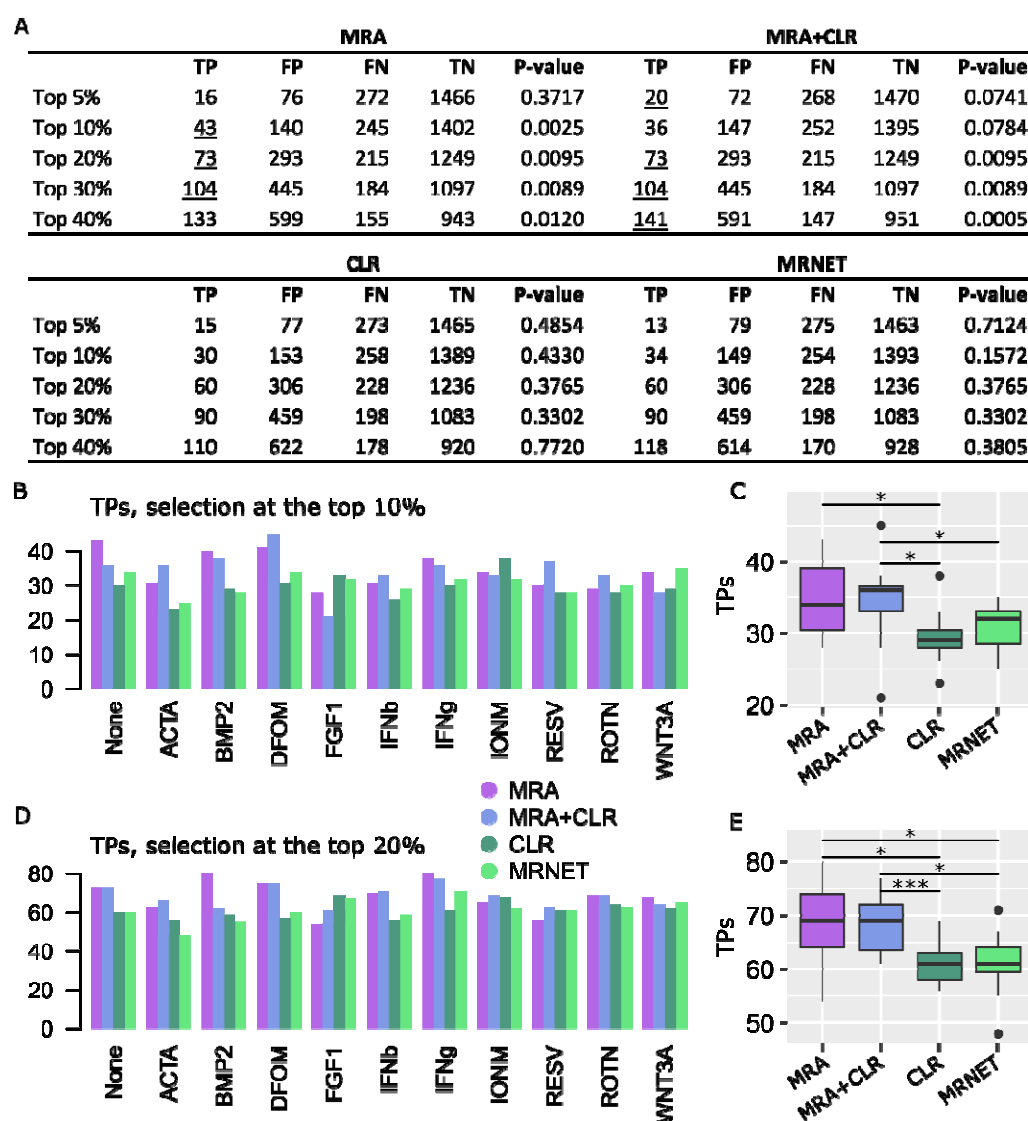 A
MRA MRA+CLR
TP FP FN TN P-value TP FP FN TN P-value
Top 5% 16 76 272 1466 0.3717 20 72 268 1470 0.0741
Top 10% 43 140 245 1402 0.0025 36 147 252 1395 0.0784
Top 20% 73 293 215 1249 0.0095 73 293 215 1249 0.0095
Top 30% 104 445 184 1097 0.0089 104 445 184 1097 0.0089
Top 40% 133 599 155 943 0.0120 141 591 147 951 0.0005
CLR MRNET
TP FP FN TN P-value TP FP FN TN P-value
Top 5% 15 77 273 1465 0.4854 13 79 275 1463 0.7124
Top 10% 30 153 258 1389 0.4330 34 149 254 1393 0.1572
Top 20% 60 306 228 1236 0.3765 60 306 228 1236 0.3765
Top 30% 90 459 198 1083 0.3302 90 459 198 1083 0.3302
Top 40% 110 622 178 920 0.7720 118 614 170 928 0.3805
B
TPs, selection at the top 10%
40
30
20
10
0
None ACTA BMP2 DFOM FGF1 IFNb IFNg IONM RESV ROTN WNT3A
C
* * *
TPs
40
30
20
MRA MRA+CLR CLR MRNET
MRA
MRA+CLR
CLR
MRNET
D
TPs, selection at the top 20%
80
60
40
20
0
None ACTA BMP2 DFOM FGF1 IFNb IFNg IONM RESV ROTN WNT3A
E
* * * ***
TPs
80
70
60
50
MRA MRA+CLR CLR MRNET